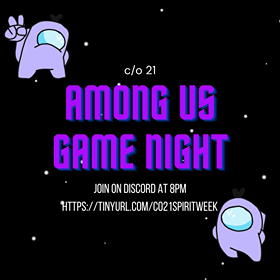 c/o 21
AMONG US
GAME NIGHT
JOIN ON DISCORD AT 8PM
HTTPS://TINYURL.COM/CO21SPIRITWEEK